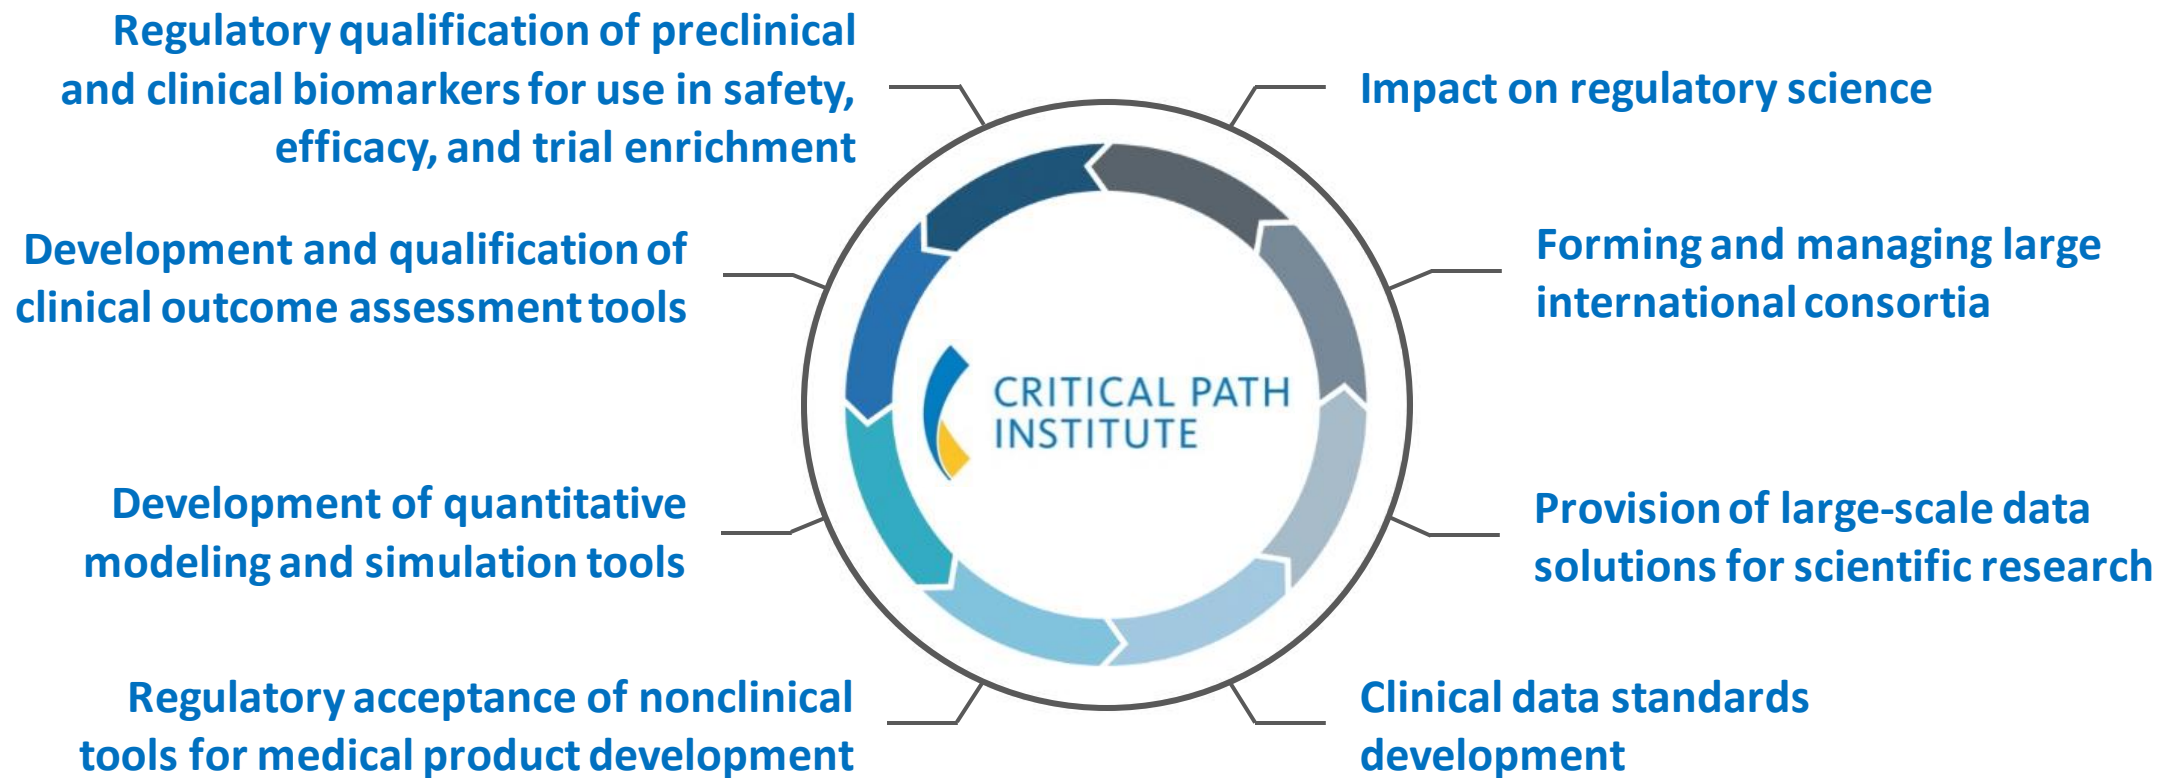 Regulatory qualification of preclinical
and clinical biomarkers for use in safety,
efficacy, and trial enrichment
Development and qualification of
clinical outcome assessment tools
Development of quantitative
modeling and simulation tools
Regulatory acceptance of nonclinical
tools for medical product development
CRITICAL PATH
INSTITUTE
Impact on regulatory science
Forming and managing large
international consortia
Provision of large-scale data
solutions for scientific research
Clinical data standards
development